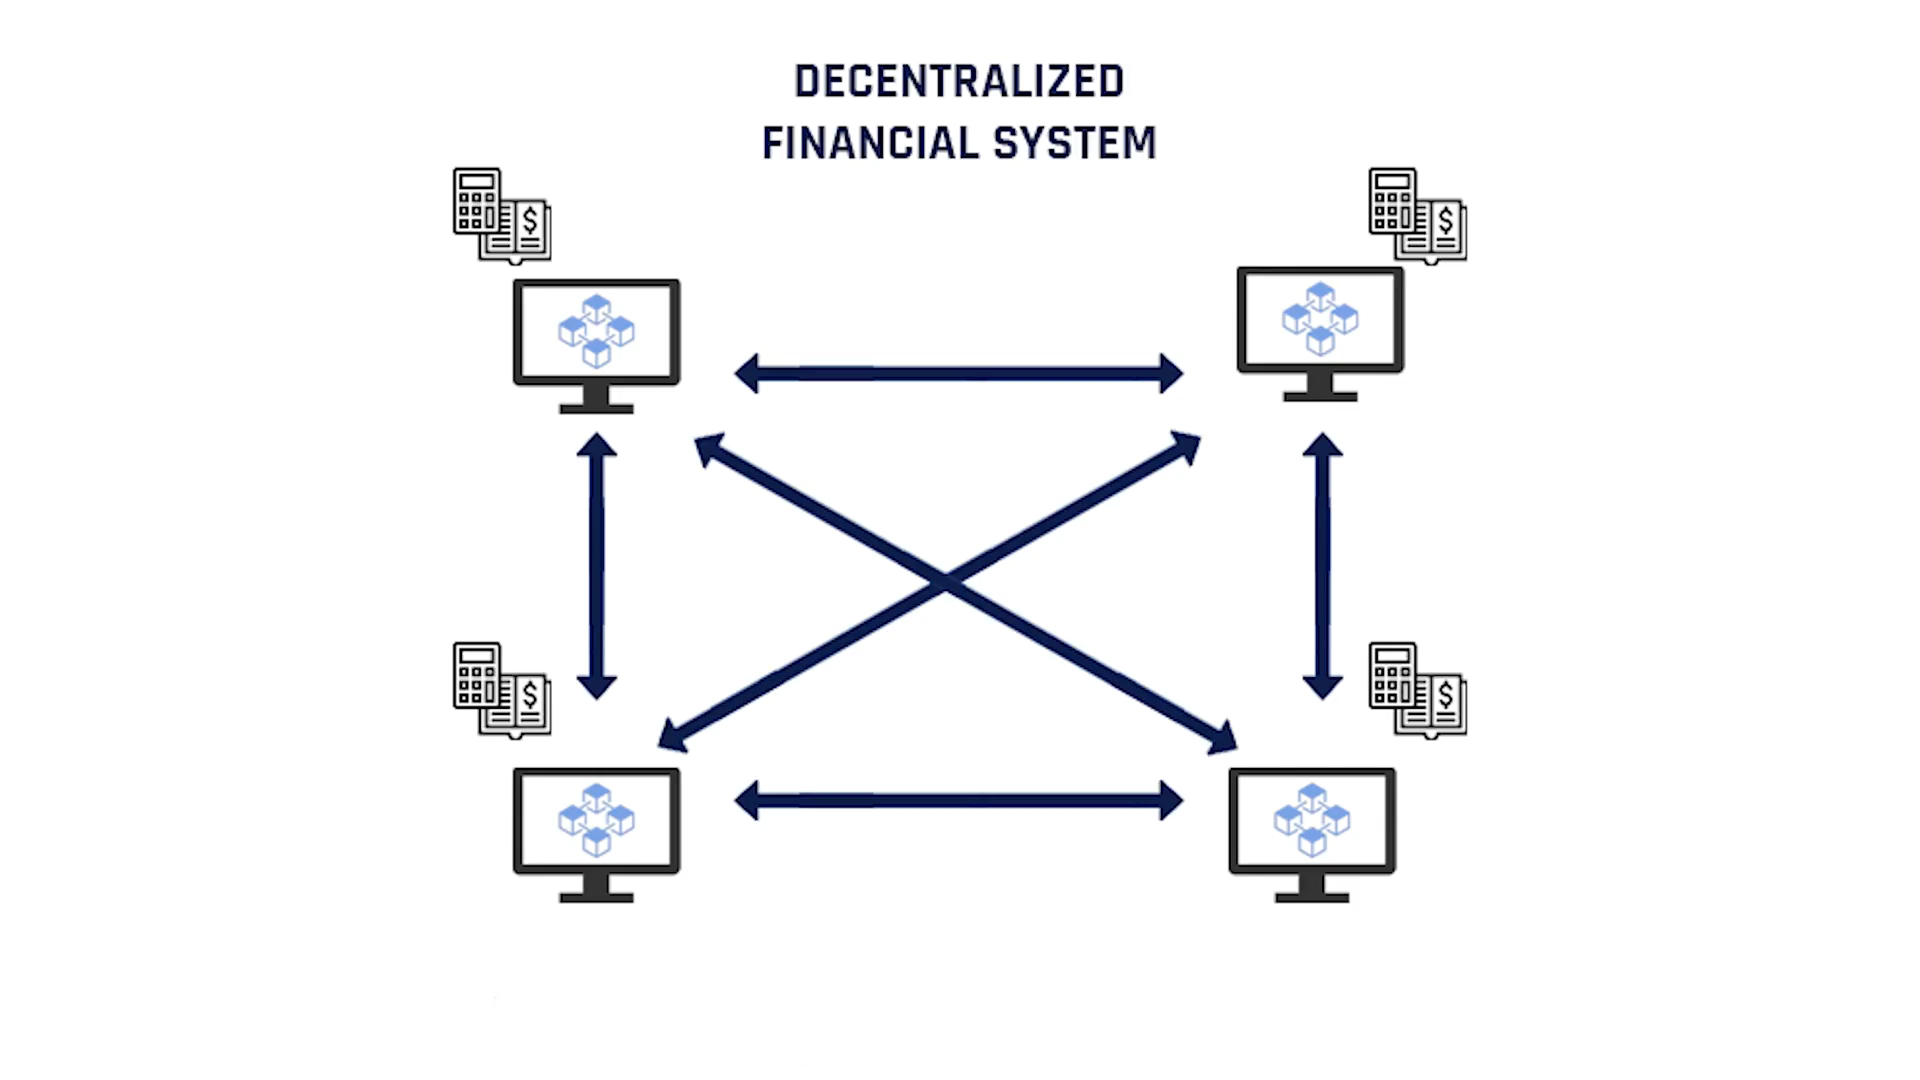 DECENTRALIZED
FINANCIAL SYSTEM
$
$
$
$